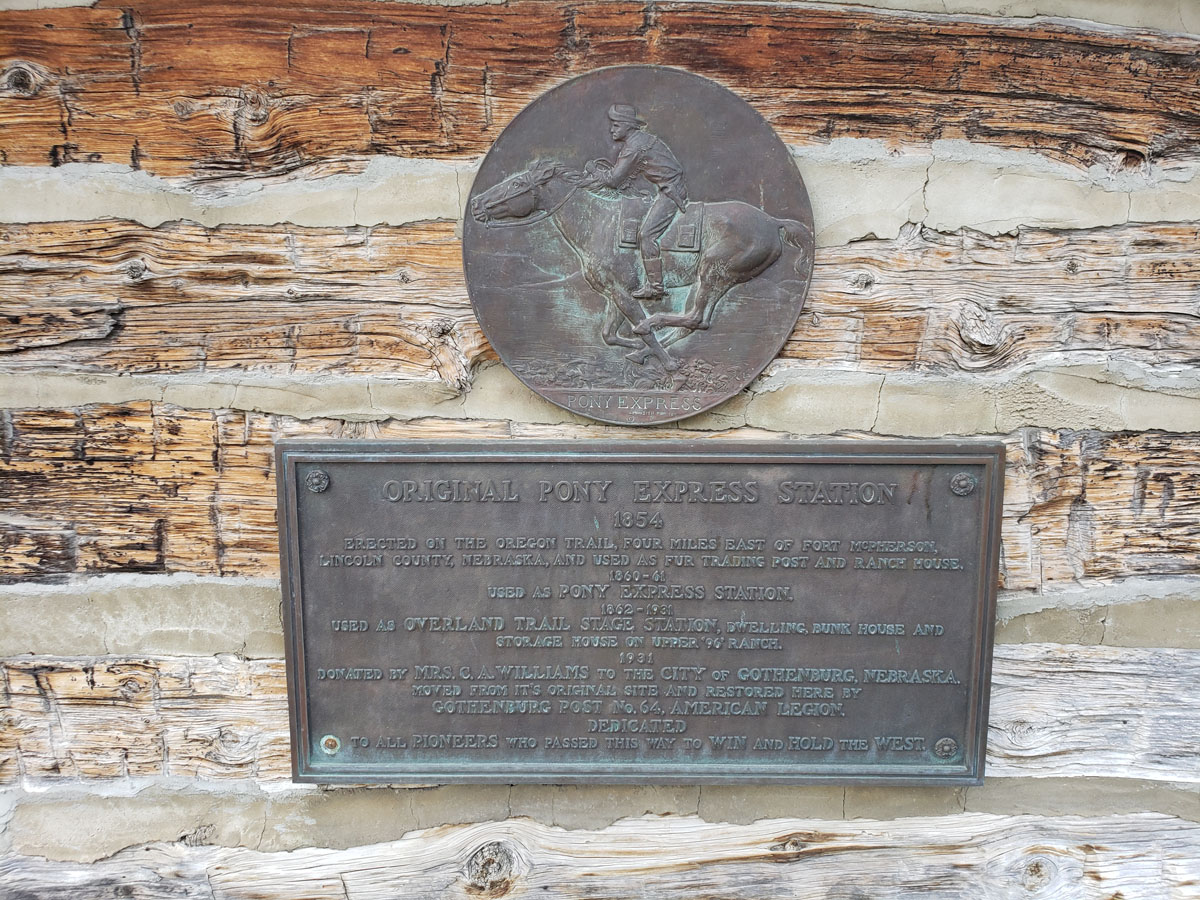 PONY EXPRESS
ORIGINAL PONY EXPRESS STATION
1854
ERECTED ON THE OREGON TRAIL, FOUR MILES EAST OF FORT McPHERSON,
LINCOLN COUNTY, NEBRASKA, AND USED AS FUR TRADING POST AND RANCH HOUSE.
1860-61
USED AS PONY EXPRESS STATION.
1862-1931
USED AS OVERLAND TRAIL STAGE STATION, DWELLING, BUNK HOUSE AND
STORAGE HOUSE ON UPPER '96' RANCH.
1931
DONATED BY MRS. C. A. WILLIAMS TO THE CITY OF GOTHENBURG, NEBRASKA.
MOVED FROM IT'S ORIGINAL SITE AND RESTORED HERE BY
GOTHENBURG POST No. 64, AMERICAN LEGION.
DEDICATED
TO ALL PIONEERS WHO PASSED THIS WAY TO WIN AND HOLD THE WEST.